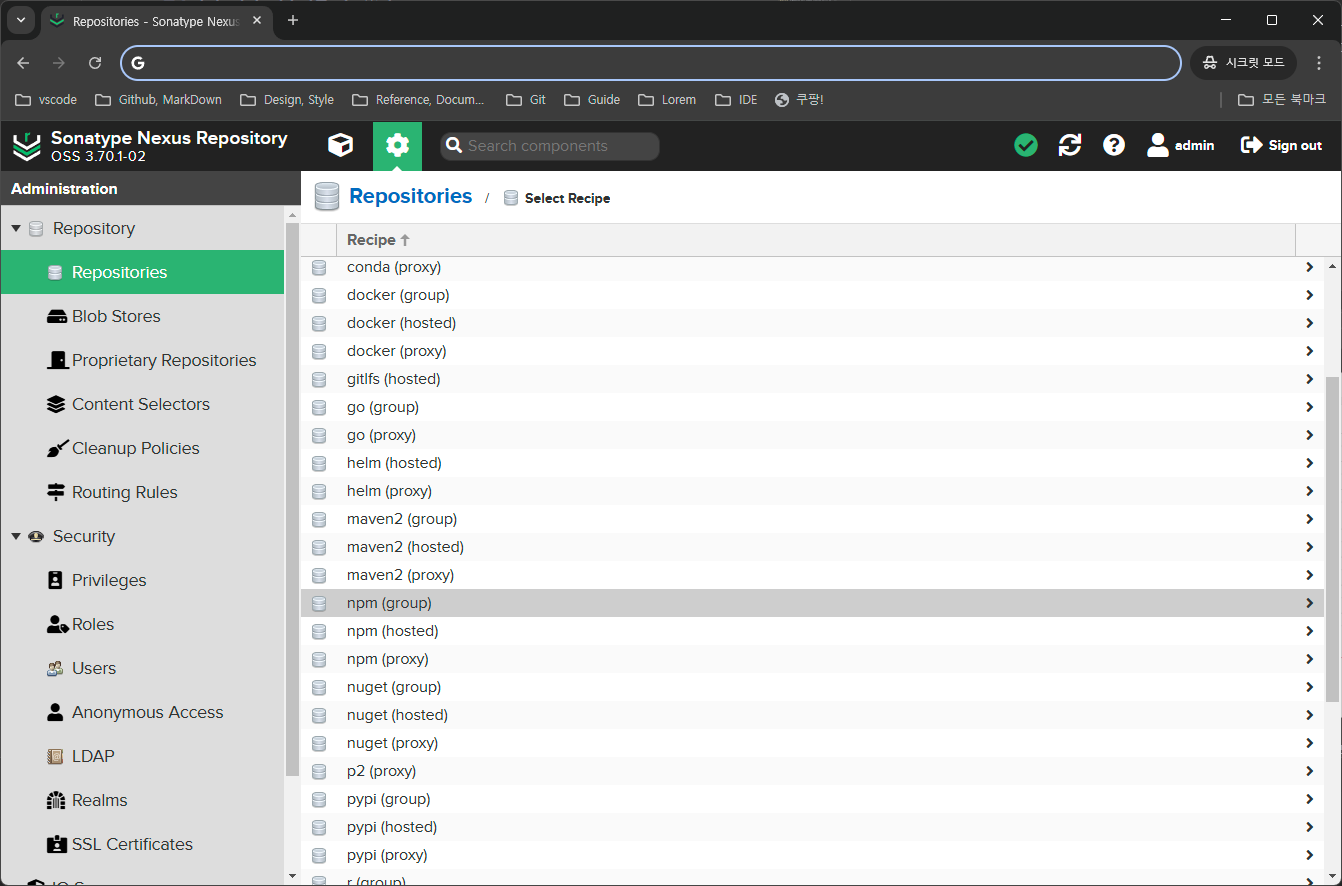 Repositories - Sonatype Nexus
시크릿 모드
vscode
Github, MarkDown
Design, Style
Reference, Docum...
Git
Guide
Lorem
IDE
쿠팡!
모든 북마크
Sonatype Nexus Repository
OSS 3.70.1-02
Search components
admin
Sign out
Administration
Repository
Repositories
Blob Stores
Proprietary Repositories
Content Selectors
Cleanup Policies
Routing Rules
Security
Privileges
Roles
Users
Anonymous Access
LDAP
Realms
SSL Certificates
Repositories / Select Recipe
Recipe
conda (proxy)
docker (group)
docker (hosted)
docker (proxy)
gitlfs (hosted)
go (group)
go (proxy)
helm (hosted)
helm (proxy)
maven2 (group)
maven2 (hosted)
maven2 (proxy)
npm (group)
npm (hosted)
npm (proxy)
nuget (group)
nuget (hosted)
nuget (proxy)
p2 (proxy)
pypi (group)
pypi (hosted)
pypi (proxy)
r (group)